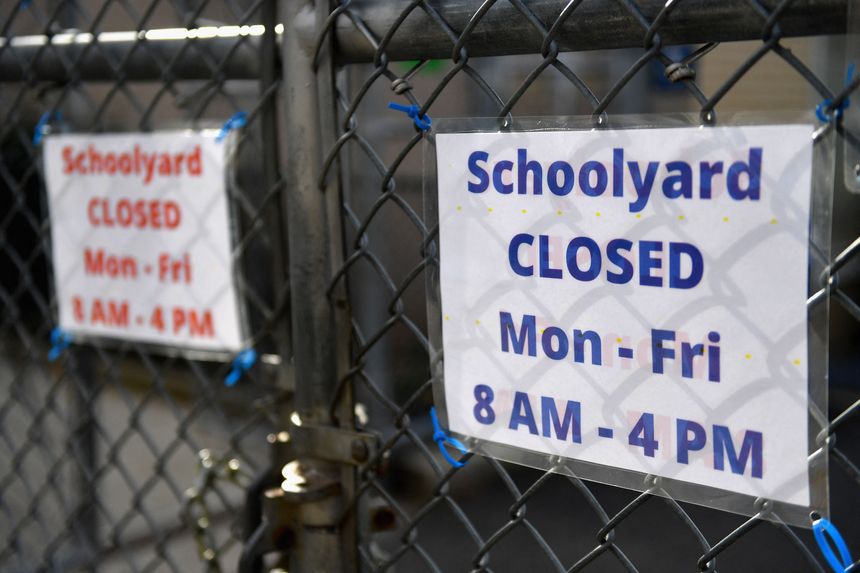 Schoolyard
CLOSED
Mon - Fri
8 AM - 4 PM
Schoolyard
CLOSED
Mon - Fri
8 AM - 4 PM